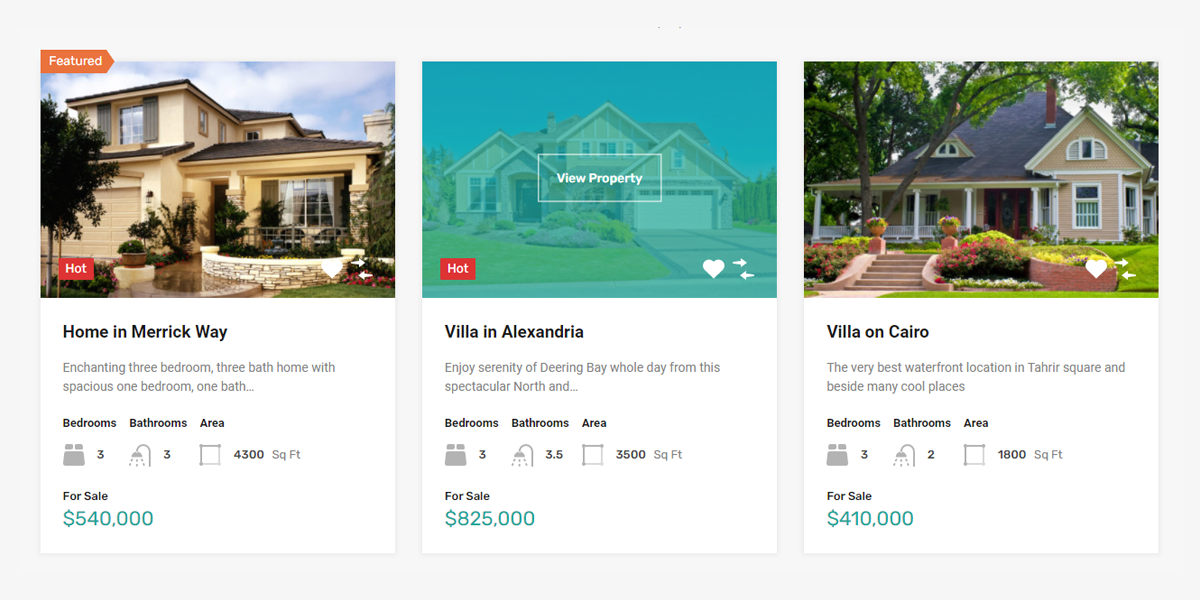 Featured
Hot
Home in Merrick Way
Enchanting three bedroom, three bath home with
spacious one bedroom, one bath...
Bedrooms Bathrooms Area
3 3 4300 Sq Ft
For Sale
$540,000
View Property
Hot
Villa in Alexandria
Enjoy serenity of Deering Bay whole day from this
spectacular North and...
Bedrooms Bathrooms Area
3 3.5 3500 Sq Ft
For Sale
$825,000
Villa on Cairo
The very best waterfront location in Tahrir square and
beside many cool places
Bedrooms Bathrooms Area
3 2 1800 Sq Ft
For Sale
$410,000